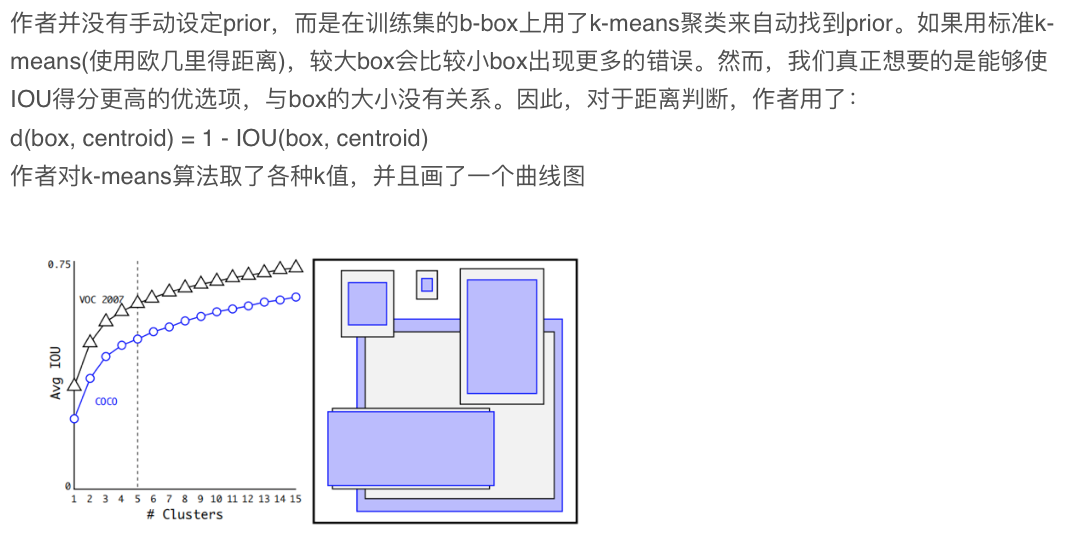 作者并没有手动设定prior，而是在训练集的b-box上用了k-means聚类来自动找到prior。如果用标准k-
means(使用欧几里得距离)，较大box会比较小box出现更多的错误。然而，我们真正想要的是能够使
IOU得分更高的优选项，与box的大小没有关系。因此，对于距离判断，作者用了：
d(box, centroid) = 1 - IOU(box, centroid)
作者对k-means算法取了各种k值，并且画了一个曲线图
0.75
VOC 2007
Avg IOU
COCO
0
1 2 3 4 5 6 7 8 9 10 11 12 13 14 15
# Clusters